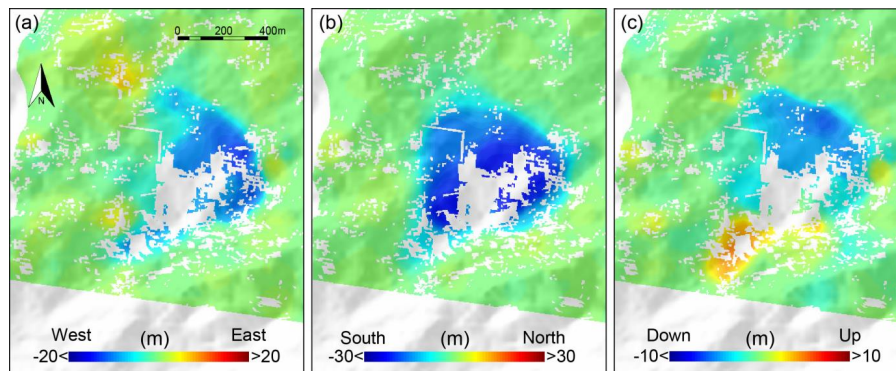 (a)
0 200 400m
N
West (m) East
-20< >20
(b)
South (m) North
-30< >30
(c)
Down (m) Up
-10< >10